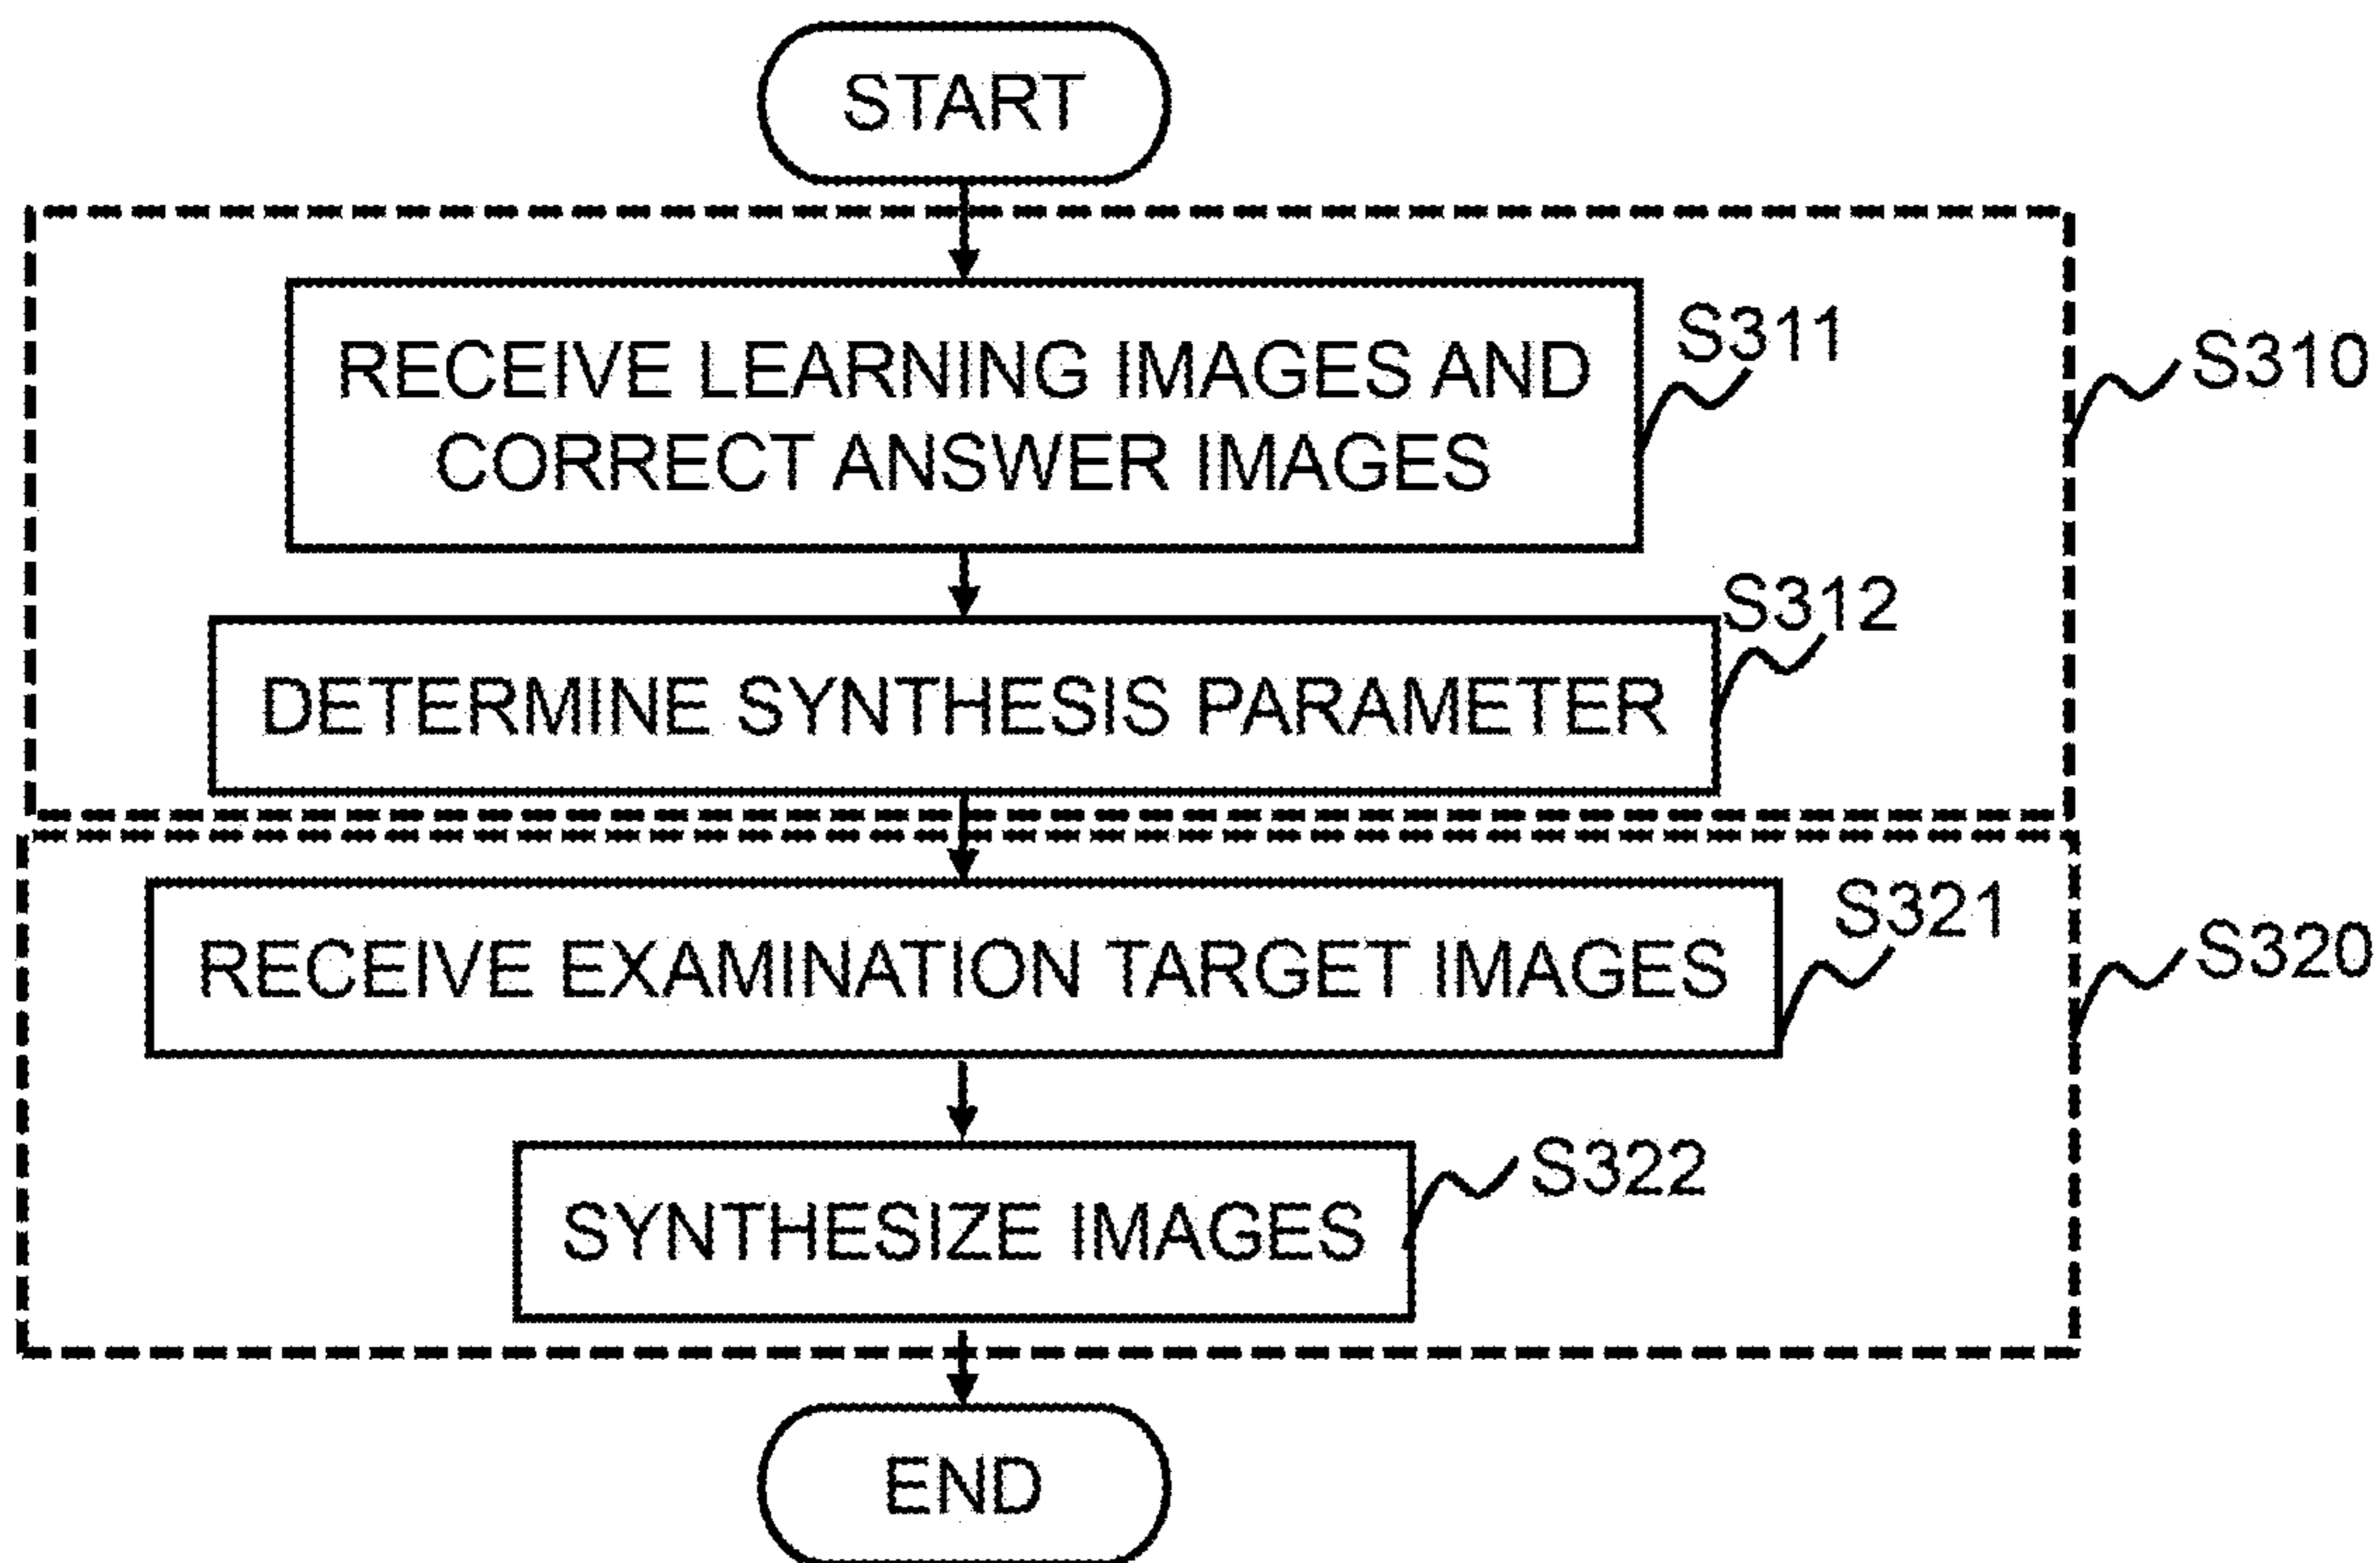 START
RECEIVE LEARNING IMAGES AND
CORRECT ANSWER IMAGES
S311
S310
DETERMINE SYNTHESIS PARAMETER
S312
RECEIVE EXAMINATION TARGET IMAGES
S321
S320
SYNTHESIZE IMAGES
S322
END